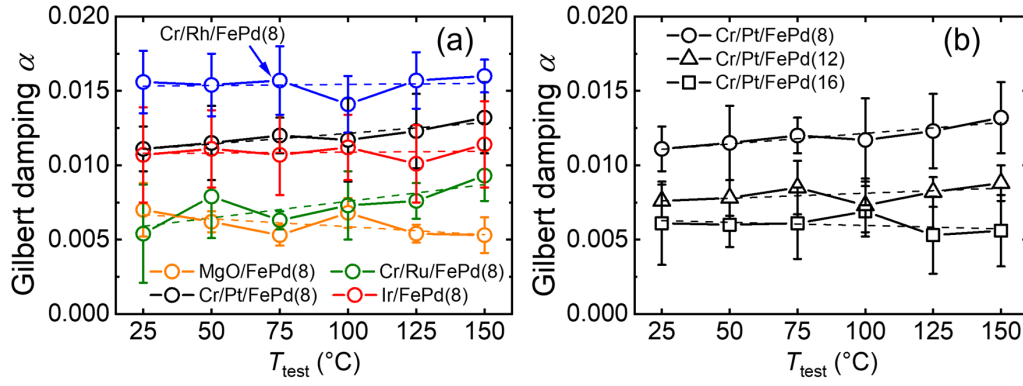 Gilbert damping α
0.020
0.015
0.010
0.005
0.000
Cr/Rh/FePd(8)
(a)
MgO/FePd(8)
Cr/Ru/FePd(8)
Cr/Pt/FePd(8)
Ir/FePd(8)
25 50 75 100 125 150
Ttest (°C)
Gilbert damping α
0.020
0.015
0.010
0.005
0.000
Cr/Pt/FePd(8)
Cr/Pt/FePd(12)
Cr/Pt/FePd(16)
(b)
25 50 75 100 125 150
Ttest (°C)